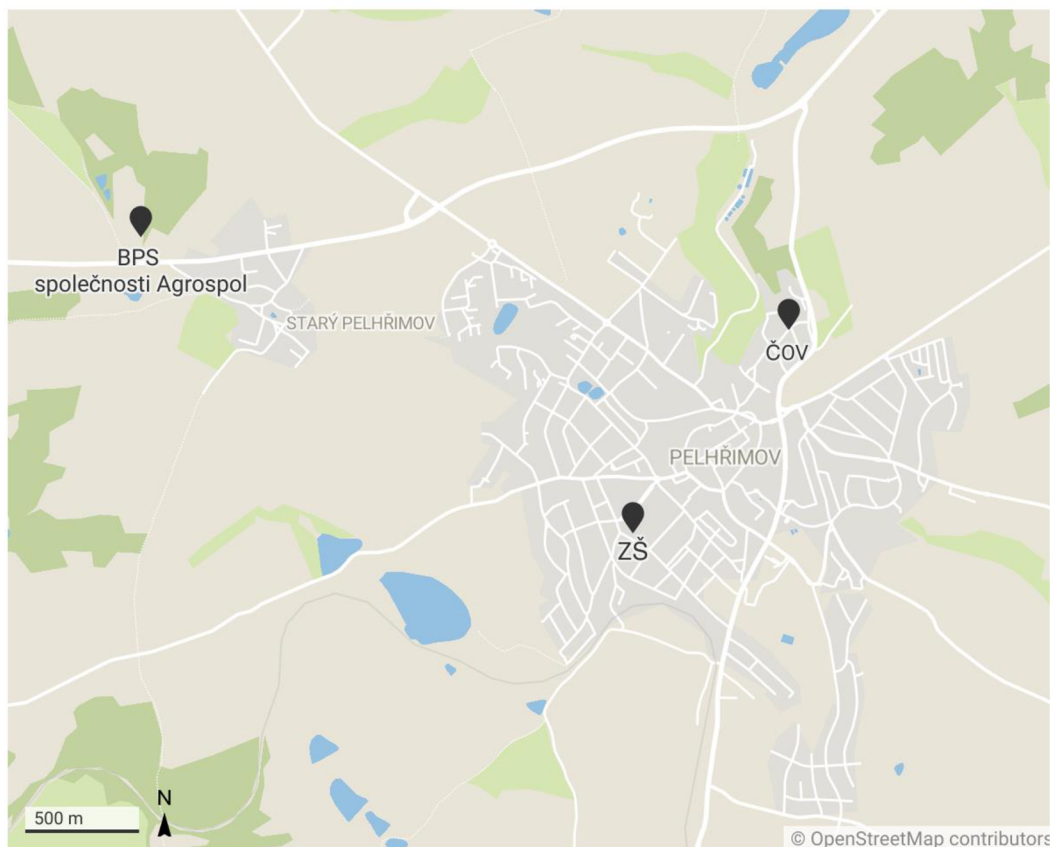 BPS
společnosti Agrospol
STARÝ PELHŘIMOV
ČOV
PELHŘIMOV
ZŠ
N
500 m
© OpenStreetMap contributors